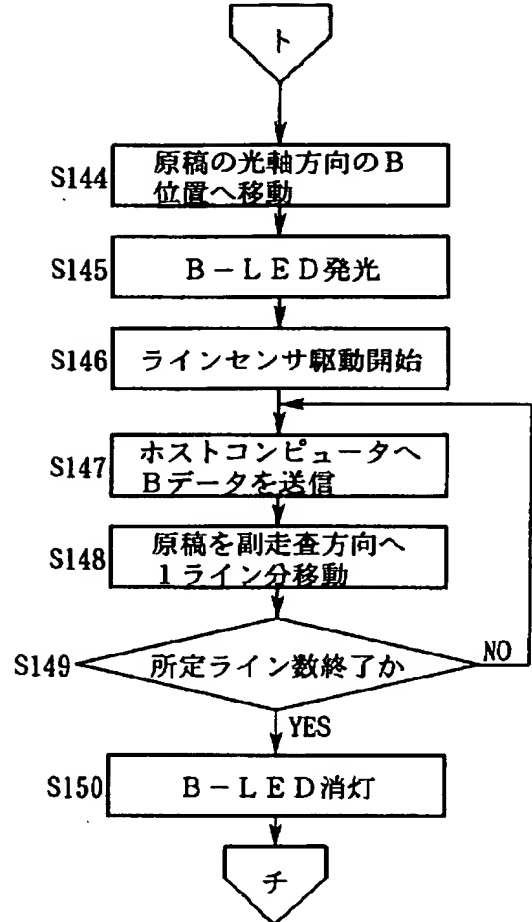 ト
S144
原稿の光軸方向のB
位置へ移動
S145
B－LED発光
S146
ラインセンサ駆動開始
S147
ホストコンピュータへ
Bデータを送信
S148
原稿を副走査方向へ
1ライン分移動
S149
所定ライン数終了か
NO
YES
S150
B－LED消灯
チ